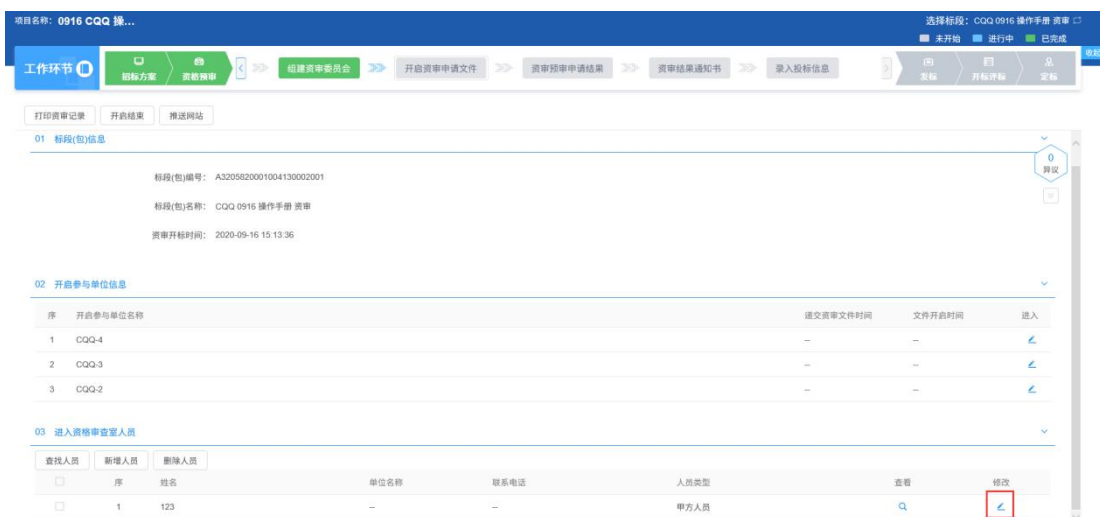 项目名称：0916 CQQ 操...
选择标段：CQQ 0916 操作手册 资审
未开始 进行中 已完成
收起
工作环节 招标方案 资格预审 组建资审委员会 开启资审申请文件 资审预审申请结果 资审结果通知书 录入投标信息 发标 开标评标 定标
打印资审记录 开启结束 推送网站
01 标段(包)信息
0
异议
标段(包)编号： A3205820001004130002001
标段(包)名称： CQQ 0916 操作手册 资审
资审开标时间： 2020-09-16 15:13:36
02 开启参与单位信息
序 开启参与单位名称 递交资审文件时间 文件开启时间 进入
1 CQQ-4 -- --
2 CQQ-3 -- --
3 CQQ-2 -- --
03 进入资格审查室人员
查找人员 新增人员 删除人员
序 姓名 单位名称 联系电话 人员类型 查看 修改
1 123 -- -- 甲方人员